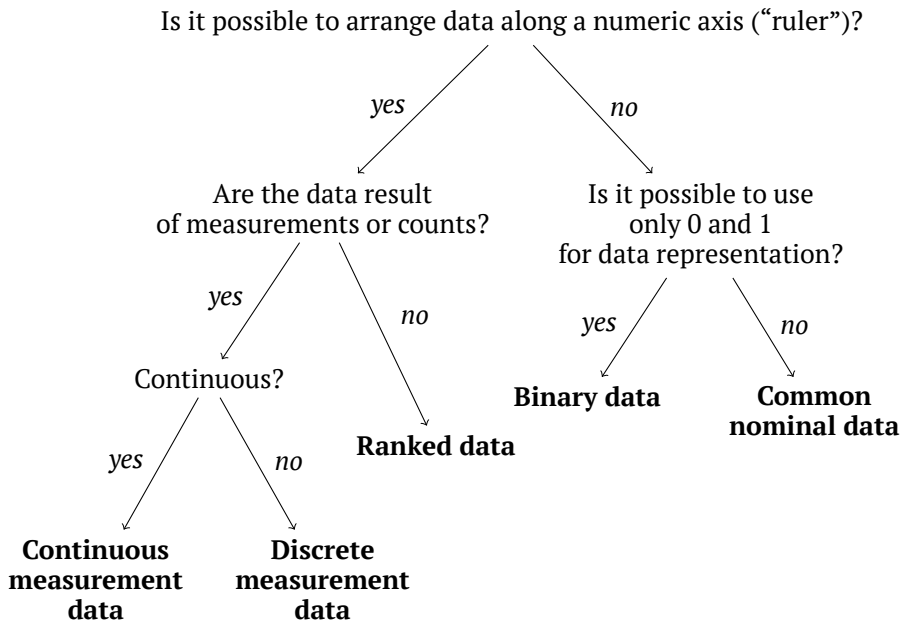 Is it possible to arrange data along a numeric axis (“ruler”)?
yes
no
Are the data result
of measurements or counts?
Is it possible to use
only 0 and 1
for data representation?
yes
no
yes
no
Continuous?
Binary data
Common
nominal data
Ranked data
yes
no
Continuous
measurement
data
Discrete
measurement
data